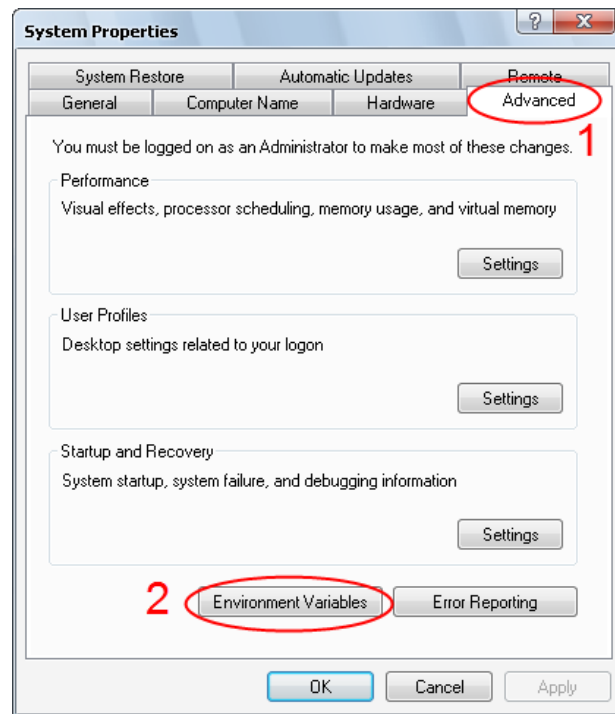 System Properties
System Restore Automatic Updates Remote
General Computer Name Hardware Advanced
1
You must be logged on as an Administrator to make most of these changes.
Performance
Visual effects, processor scheduling, memory usage, and virtual memory
Settings
User Profiles
Desktop settings related to your logon
Settings
Startup and Recovery
System startup, system failure, and debugging information
Settings
2 Environment Variables Error Reporting
OK Cancel Apply